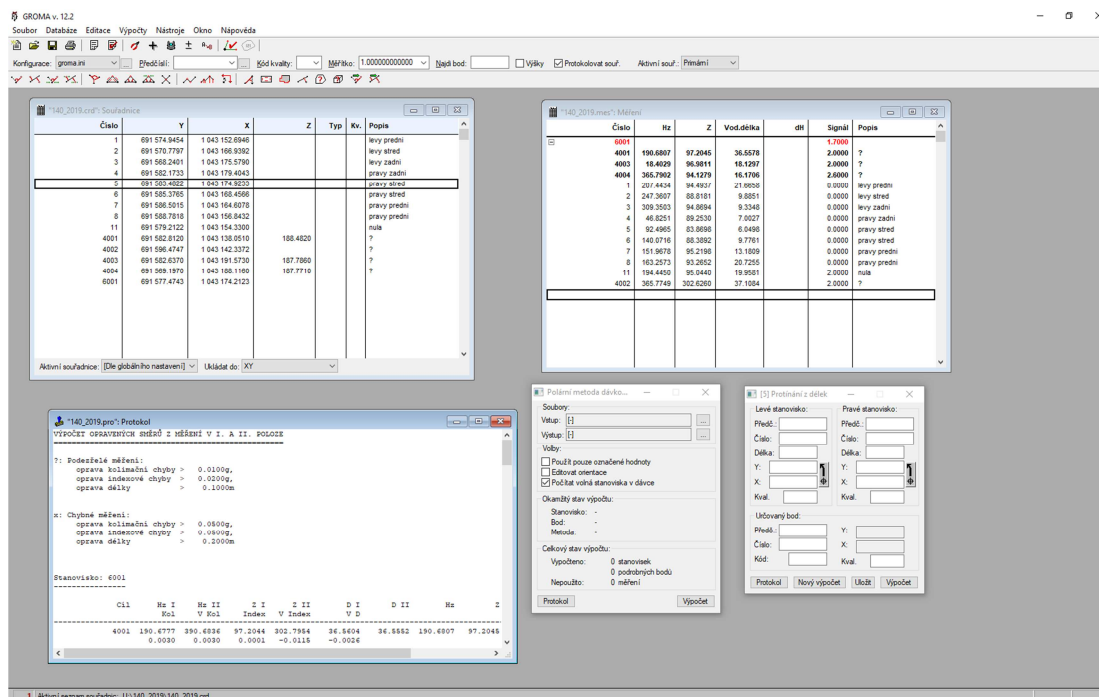 GROMA v. 12.2
Soubor Databáze Editace Výpočty Nástroje Okno Nápověda
Konfigurace: groma.ini ... Předčíslí: ... Kód kvality: Měřítko: 1.000000000000 Najdi bod: Výšky Protokolovat souř. Aktivní souř.: Primární
"140_2019.crd": Souřadnice
Číslo Y X Z Typ Kv. Popis
1 691 574.9454 1 043 152.6946 levy predni
2 691 570.7797 1 043 166.9392 levy stred
3 691 568.2401 1 043 175.5790 levy zadni
4 691 582.1733 1 043 179.4043 pravy zadni
5 691 583.4822 1 043 174.9233 pravy stred
6 691 585.3765 1 043 168.4566 pravy stred
7 691 586.5015 1 043 164.6078 pravy predni
8 691 588.7818 1 043 156.8432 pravy predni
11 691 579.2122 1 043 154.3300 nula
4001 691 582.8120 1 043 138.0510 188.4820 ?
4002 691 596.4747 1 043 142.3372 ?
4003 691 582.6370 1 043 191.5730 187.7860 ?
4004 691 569.1970 1 043 188.1160 187.7710 ?
6001 691 577.4743 1 043 174.2123
Aktivní souřadnice: [Dle globálního nastavení] Ukládat do: XY
"140_2019.mes": Měření
Číslo Hz Z Vod.délka dH Signál Popis
6001 1.7000
4001 190.6807 97.2045 36.5578 2.0000 ?
4003 18.4029 96.9811 18.1297 2.0000 ?
4004 365.7902 94.1279 16.1706 2.6000 ?
1 207.4434 94.4937 21.6658 0.0000 levy predni
2 247.3607 88.8181 9.8851 0.0000 levy stred
3 309.3503 94.8694 9.3348 0.0000 levy zadni
4 46.8251 89.2530 7.0027 0.0000 pravy zadni
5 92.4965 83.8698 6.0498 0.0000 pravy stred
6 140.0716 88.3892 9.7761 0.0000 pravy stred
7 151.9678 95.2198 13.1809 0.0000 pravy predni
8 163.2573 93.2652 20.7255 0.0000 pravy predni
11 194.4450 95.0440 19.9581 2.0000 nula
4002 365.7749 302.6260 37.1084 2.0000 ?
"140_2019.pro": Protokol
VÝPOČET OPRAVENÝCH SMĚRŮ Z MĚŘENÍ V I. A II. POLOZE
?: Podezřelé měření:
oprava kolimační chyby > 0.0100g,
oprava indexové chyby > 0.0200g,
oprava délky > 0.1000m
x: Chybné měření:
oprava kolimační chyby > 0.0500g,
oprava indexové chyby > 0.0500g,
oprava délky > 0.2000m
Stanovisko: 6001
Cíl Hz I Hz II Z I Z II D I D II Hz Z
Kol V Kol Index V Index V D
4001 190.6777 390.6836 97.2044 302.7954 36.5604 36.5552 190.6807 97.2045
0.0030 0.0030 0.0001 -0.0115 -0.0026
Polární metoda dávko...
Soubory:
Vstup: [-] ...
Výstup: [-] ...
Volby:
Použít pouze označené hodnoty
Editovat orientace
Počítat volná stanoviska v dávce
Okamžitý stav výpočtu:
Stanovisko: -
Bod: -
Metoda: -
Celkový stav výpočtu:
Vypočteno: 0 stanovisek
0 podrobných bodů
Nepoužito: 0 měření
Protokol Výpočet
[5] Protínání z délek
Levé stanovisko: Pravé stanovisko:
Předč.: Předč.:
Číslo: Číslo:
Délka: Délka:
Y: Y:
X: X:
Kval. Kval.
Určovaný bod:
Předč.: Y:
Číslo: X:
Kód: Kval.
Protokol Nový výpočet Uložit Výpočet
1 Aktivní seznam souřadnic: U:\140_2019\140_2019.crd